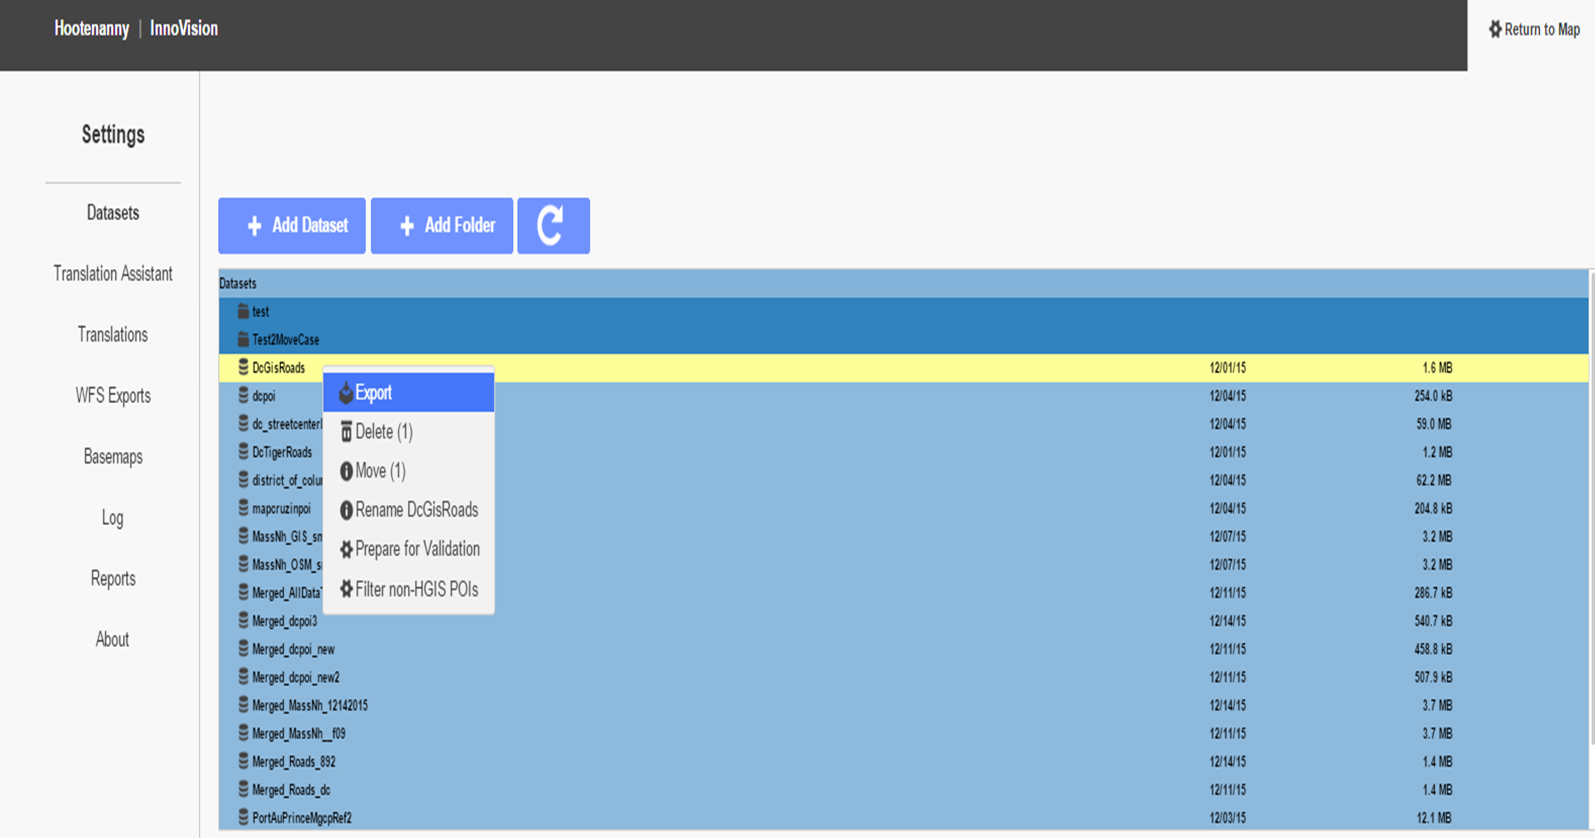 Hootenanny | InnoVision
Return to Map
Settings
Datasets
Translation Assistant
Translations
WFS Exports
Basemaps
Log
Reports
About
Add Dataset
Add Folder
Datasets
test
Test2MoveCase
DcGisRoads 12/01/15 1.6 MB
dcpoi 12/04/15 254.0 kB
dc_streetcenterl 12/04/15 59.0 MB
DcTigerRoads 12/01/15 1.2 MB
district_of_colu 12/04/15 62.2 MB
mapcruzinpoi 12/04/15 204.8 kB
MassNh_GIS_sm 12/07/15 3.2 MB
MassNh_OSM_s 12/07/15 3.2 MB
Merged_AllData 12/11/15 286.7 kB
Merged_dcpoi3 12/14/15 540.7 kB
Merged_dcpoi_new 12/11/15 458.8 kB
Merged_dcpoi_new2 12/11/15 507.9 kB
Merged_MassNh_12142015 12/14/15 3.7 MB
Merged_MassNh__f09 12/11/15 3.7 MB
Merged_Roads_892 12/14/15 1.4 MB
Merged_Roads_dc 12/11/15 1.4 MB
PortAuPrinceMgcpRef2 12/03/15 12.1 MB
Export
Delete (1)
Move (1)
Rename DcGisRoads
Prepare for Validation
Filter non-HGIS POIs